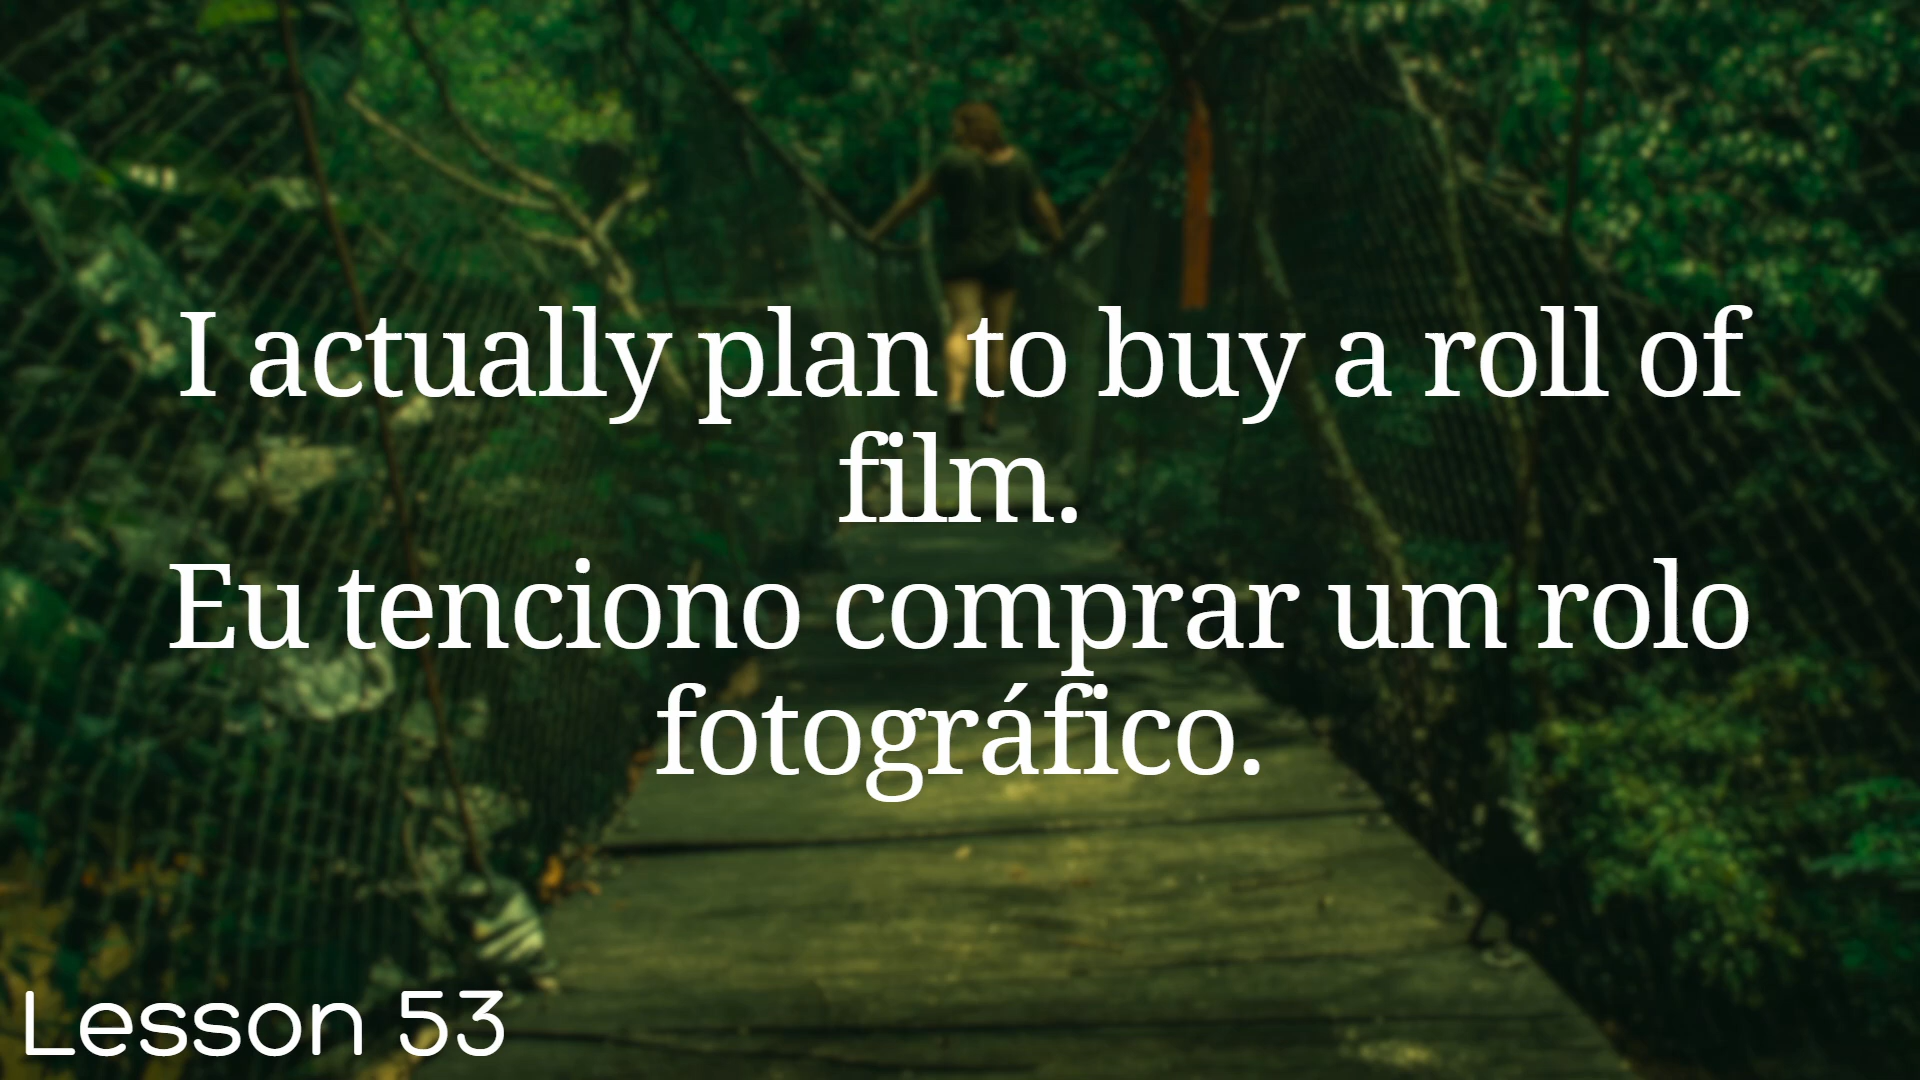 I actually plan to buy a roll of
film.
Eu tenciono comprar um rolo
fotográfico.
Lesson 53